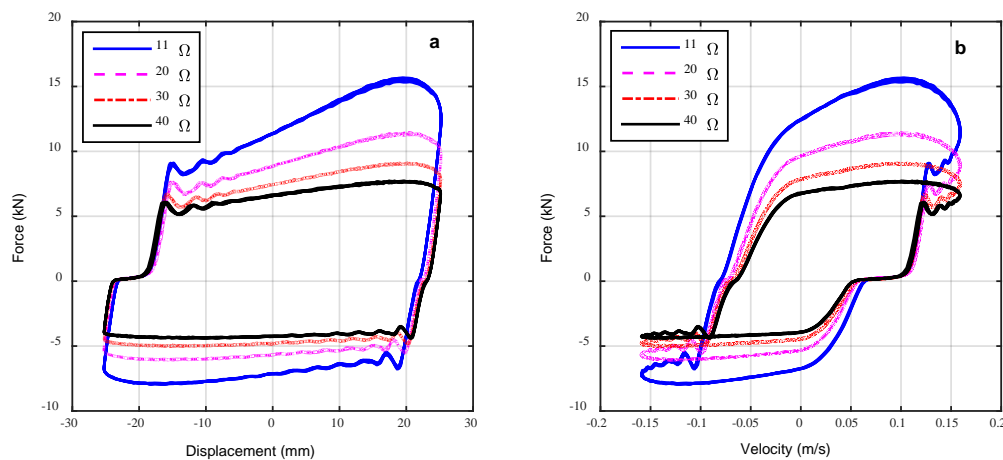 a
11 Ω
20 Ω
30 Ω
40 Ω
20
15
10
5
0
-5
-10
-30
-20
-10
0
10
20
30
Force (kN)
Displacement (mm)
b
11 Ω
20 Ω
30 Ω
40 Ω
20
15
10
5
0
-5
-10
-0.2
-0.15
-0.1
-0.05
0
0.05
0.1
0.15
0.2
Force (kN)
Velocity (m/s)